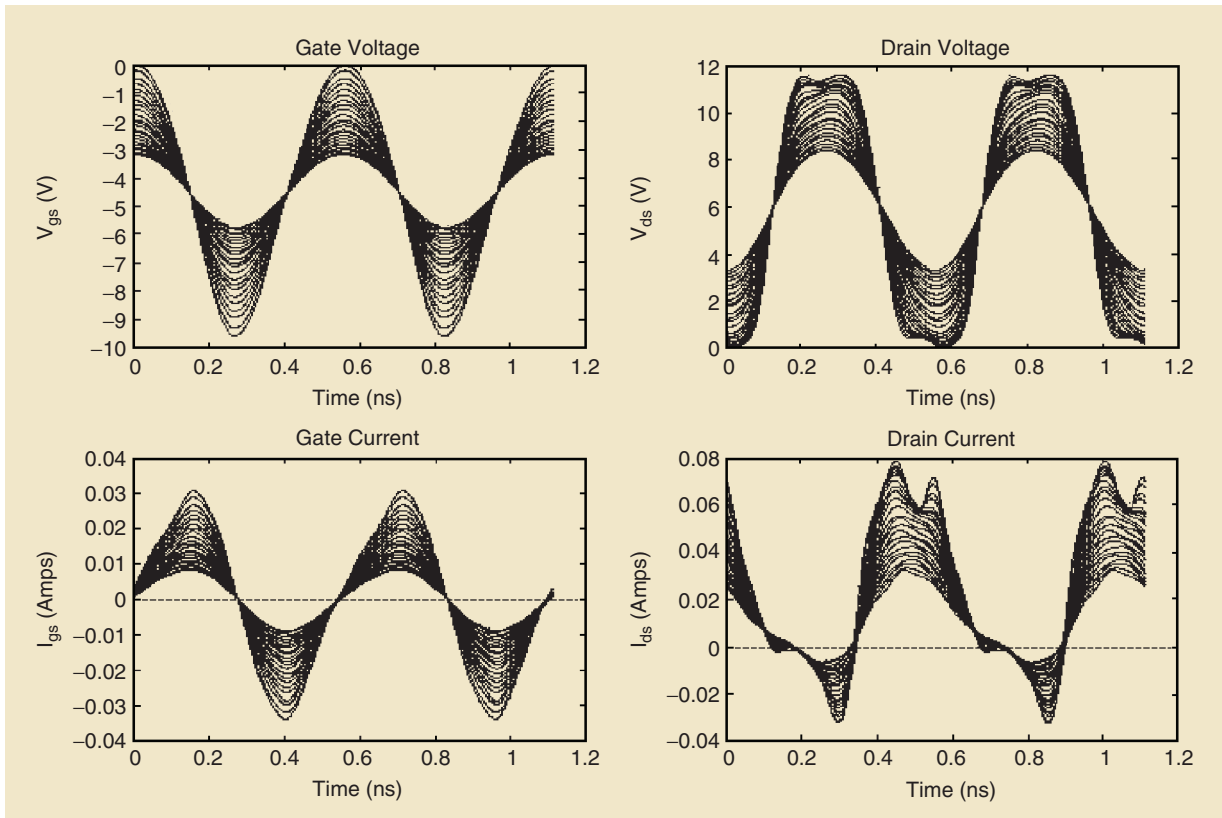 Gate Voltage
0
−1
−2
−3
−4
−5
−6
−7
−8
−9
−10
V_gs (V)
0 0.2 0.4 0.6 0.8 1 1.2
Time (ns)
Drain Voltage
12
10
8
6
4
2
0
V_ds (V)
0 0.2 0.4 0.6 0.8 1 1.2
Time (ns)
Gate Current
0.04
0.03
0.02
0.01
0
−0.01
−0.02
−0.03
−0.04
I_gs (Amps)
0 0.2 0.4 0.6 0.8 1 1.2
Time (ns)
Drain Current
0.08
0.06
0.04
0.02
0
−0.02
−0.04
I_ds (Amps)
0 0.2 0.4 0.6 0.8 1 1.2
Time (ns)